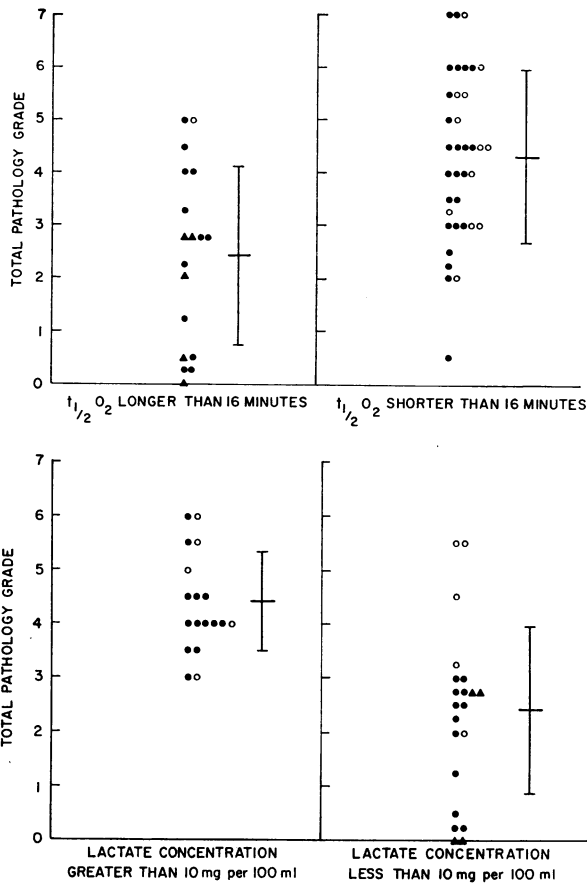 TOTAL PATHOLOGY GRADE
7
6
5
4
3
2
1
0
t1/2 O2 LONGER THAN 16 MINUTES
t1/2 O2 SHORTER THAN 16 MINUTES
TOTAL PATHOLOGY GRADE
7
6
5
4
3
2
1
0
LACTATE CONCENTRATION
GREATER THAN 10 mg per 100 ml
LACTATE CONCENTRATION
LESS THAN 10 mg per 100 ml